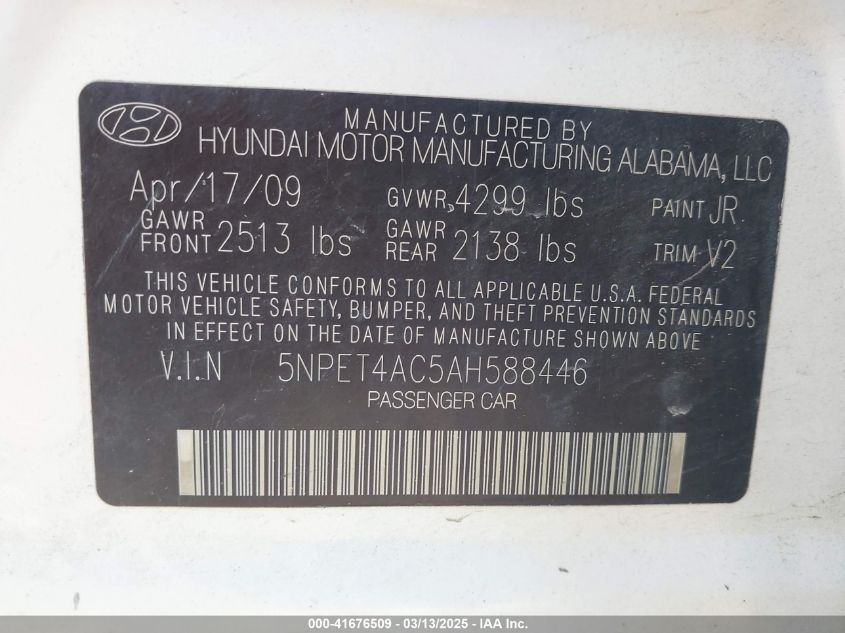 MANUFACTURED BY
HYUNDAI MOTOR MANUFACTURING ALABAMA, LLC
Apr/17/09 GVWR 4299 lbs PAINT JR
GAWR FRONT 2513 lbs GAWR REAR 2138 lbs TRIM V2
THIS VEHICLE CONFORMS TO ALL APPLICABLE U.S.A. FEDERAL
MOTOR VEHICLE SAFETY, BUMPER, AND THEFT PREVENTION STANDARDS
IN EFFECT ON THE DATE OF MANUFACTURE SHOWN ABOVE
V.I.N 5NPET4AC5AH588446
PASSENGER CAR
000-41676509 - 03/13/2025 - IAA Inc.